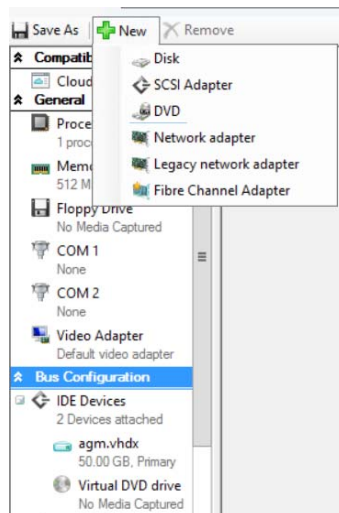 Save As
New
Remove
Disk
SCSI Adapter
DVD
Network adapter
Legacy network adapter
Fibre Channel Adapter
Compatib
Cloud
General
Proce
1 proc
Memo
512 M
Floppy Drive
No Media Captured
COM 1
None
COM 2
None
Video Adapter
Default video adapter
Bus Configuration
IDE Devices
2 Devices attached
agm.vhdx
50.00 GB, Primary
Virtual DVD drive
No Media Captured